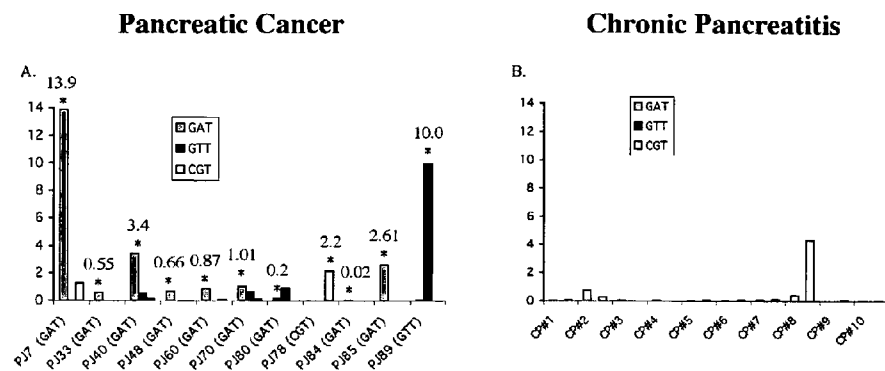 Pancreatic Cancer
Chronic Pancreatitis
A.
13.9
*
14
12
10
8
6
4
2
0
GAT
GTT
CGT
0.55
*
3.4
*
0.66
*
0.87
*
1.01
*
0.2
*
2.2
*
0.02
*
2.61
*
10.0
*
PJ7 (GAT)
PJ33 (GAT)
PJ40 (GAT)
PJ48 (GAT)
PJ60 (GAT)
PJ70 (GAT)
PJ80 (GAT)
PJ78 (CGT)
PJ84 (GAT)
PJ85 (GAT)
PJ89 (GTT)
B.
14
12
10
8
6
4
2
0
GAT
GTT
CGT
CP#1
CP#2
CP#3
CP#4
CP#5
CP#6
CP#7
CP#8
CP#9
CP#10